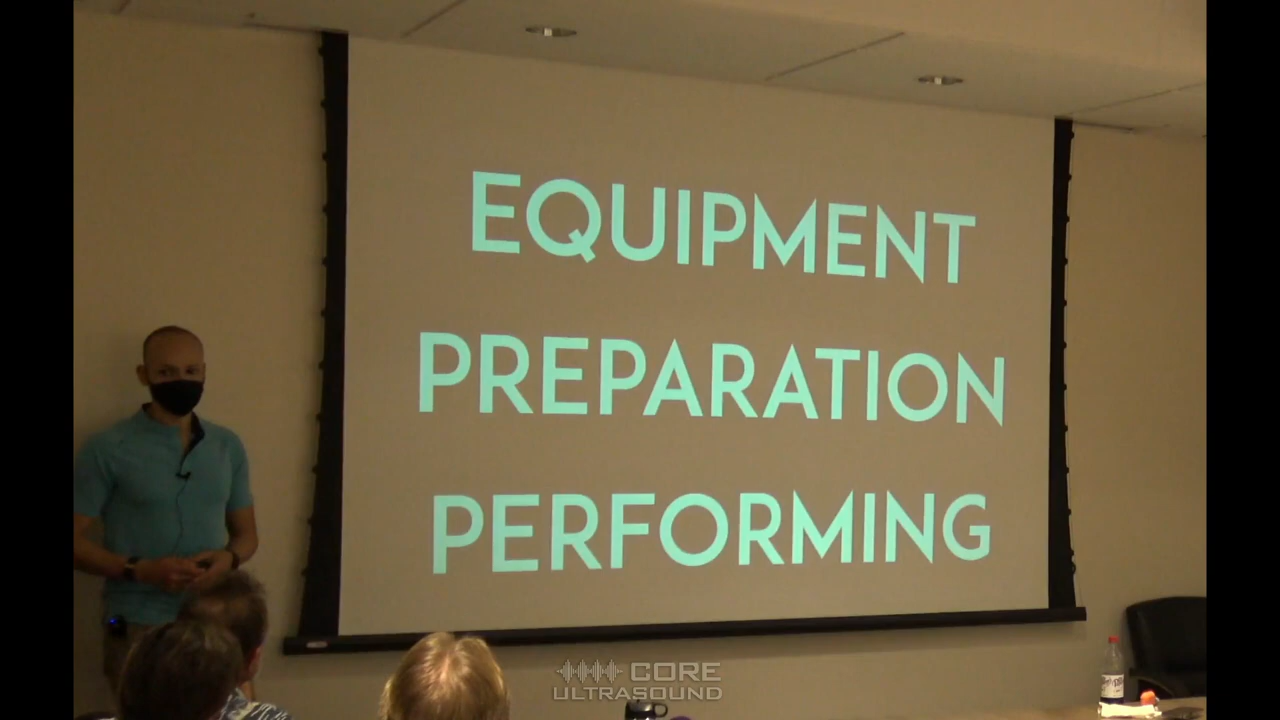 EQUIPMENT
PREPARATION
PERFORMING
CORE
ULTRASOUND